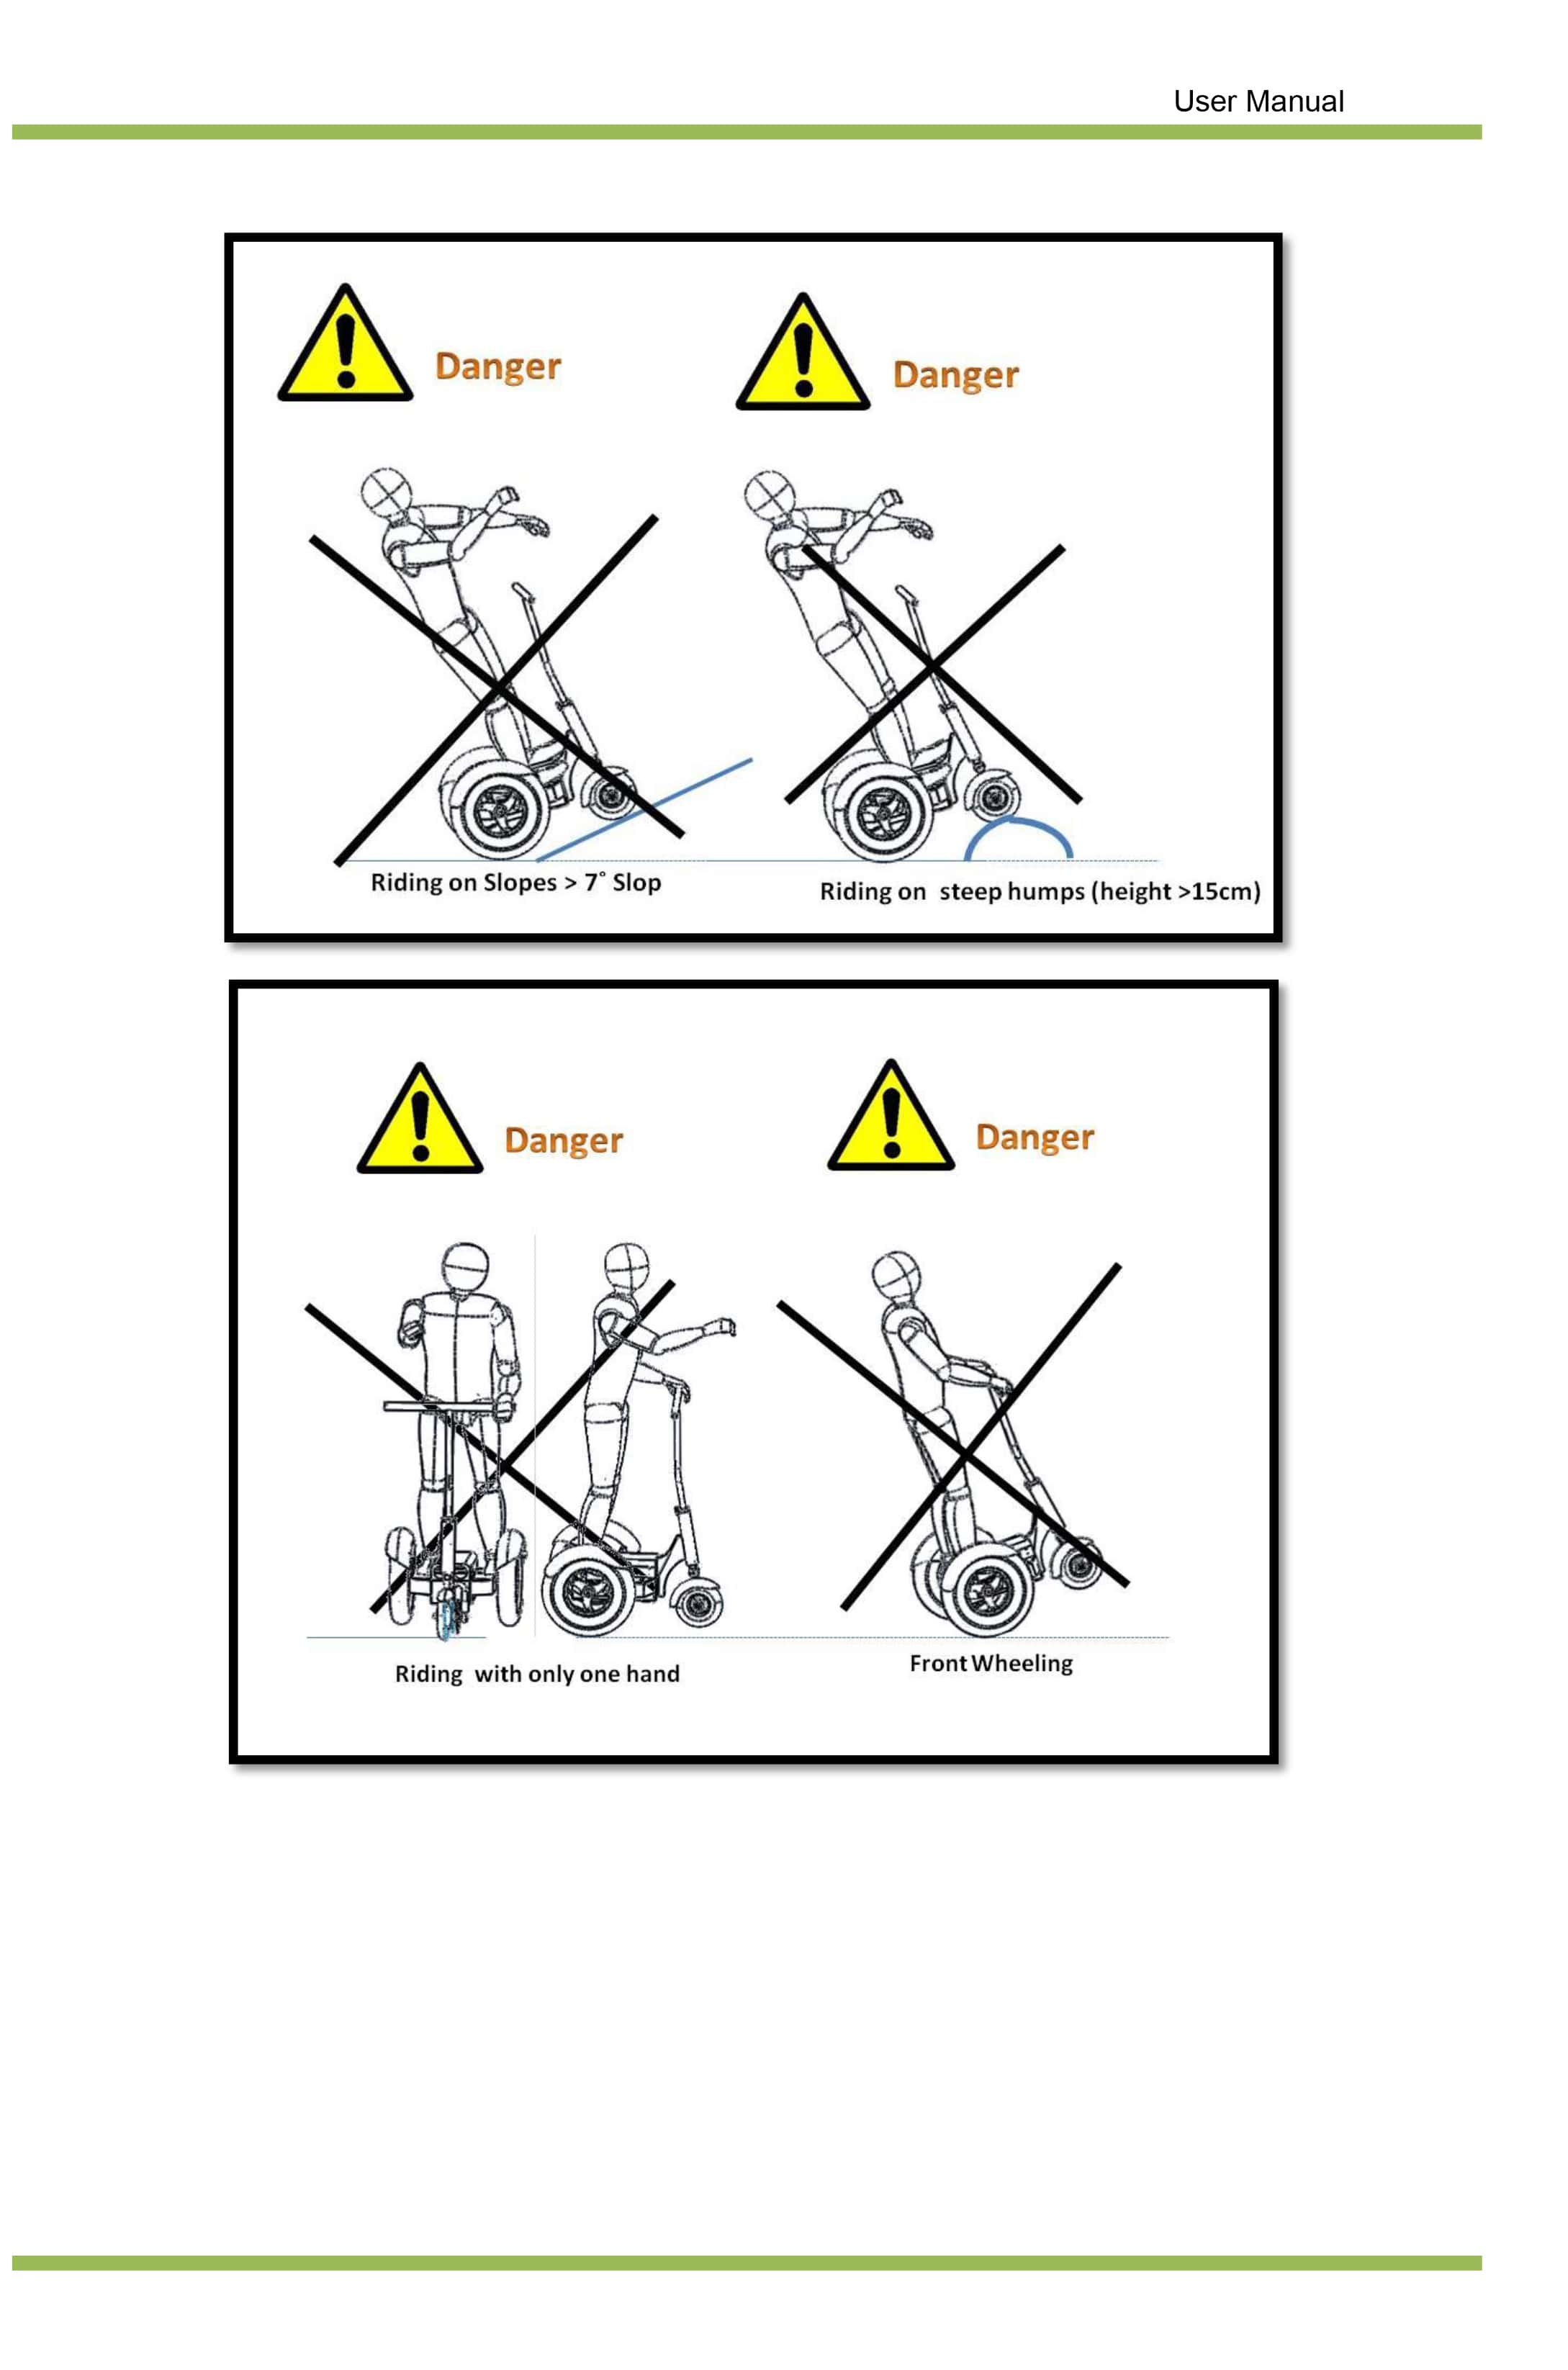 User Manual
Danger
Danger
Riding on Slopes > 7° Slop
Riding on steep humps (height >15cm)
Danger
Danger
Riding with only one hand
Front Wheeling